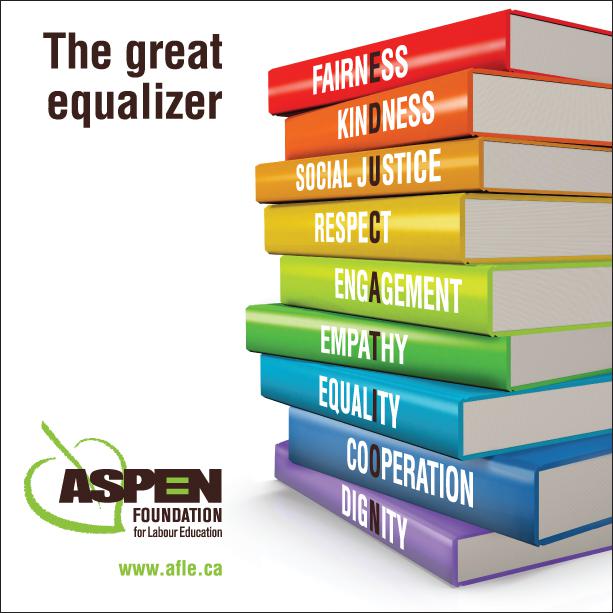 The great
equalizer
FAIRNESS
KINDNESS
SOCIAL JUSTICE
RESPECT
ENGAGEMENT
EMPATHY
EQUALITY
COOPERATION
DIGNITY
ASPEN
FOUNDATION
for Labour Education
www.afle.ca